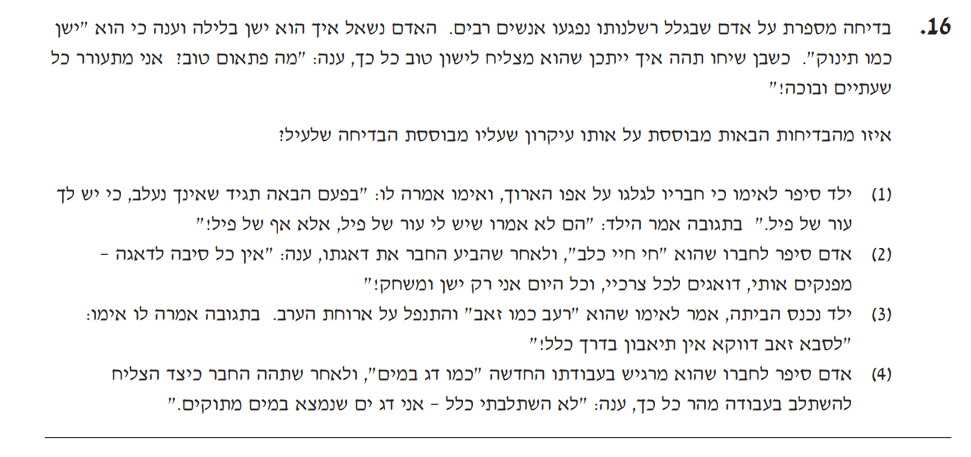 16. בדיחה מספרת על אדם שבגלל רשלנותו נפגעו אנשים רבים. האדם נשאל איך הוא ישן בלילה וענה כי הוא "ישן
כמו תינוק". כשבן שיחו תהה איך ייתכן שהוא מצליח לישון טוב כל כך, ענה: "מה פתאום טוב? אני מתעורר כל
שעתיים ובוכה!"
איזו מהבדיחות הבאות מבוססת על אותו עיקרון שעליו מבוססת הבדיחה שלעיל?
(1) ילד סיפר לאימו כי חבריו לגלגו על אפו הארוך, ואימו אמרה לו: "בפעם הבאה תגיד שאינך נעלב, כי יש לך
עור של פיל." בתגובה אמר הילד: "הם לא אמרו שיש לי עור של פיל, אלא אף של פיל!"
(2) אדם סיפר לחברו שהוא "חי חיי כלב", ולאחר שהביע החבר את דאגתו, ענה: "אין כל סיבה לדאגה –
מפנקים אותי, דואגים לכל צרכיי, וכל היום אני רק ישן ומשחק!"
(3) ילד נכנס הביתה, אמר לאימו שהוא "רעב כמו זאב" והתנפל על ארוחת הערב. בתגובה אמרה לו אימו:
"לסבא זאב דווקא אין תיאבון בדרך כלל!"
(4) אדם סיפר לחברו שהוא מרגיש בעבודתו החדשה "כמו דג במים", ולאחר שתהה החבר כיצד הצליח
להשתלב בעבודה מהר כל כך, ענה: "לא השתלבתי כלל – אני דג ים שנמצא במים מתוקים."